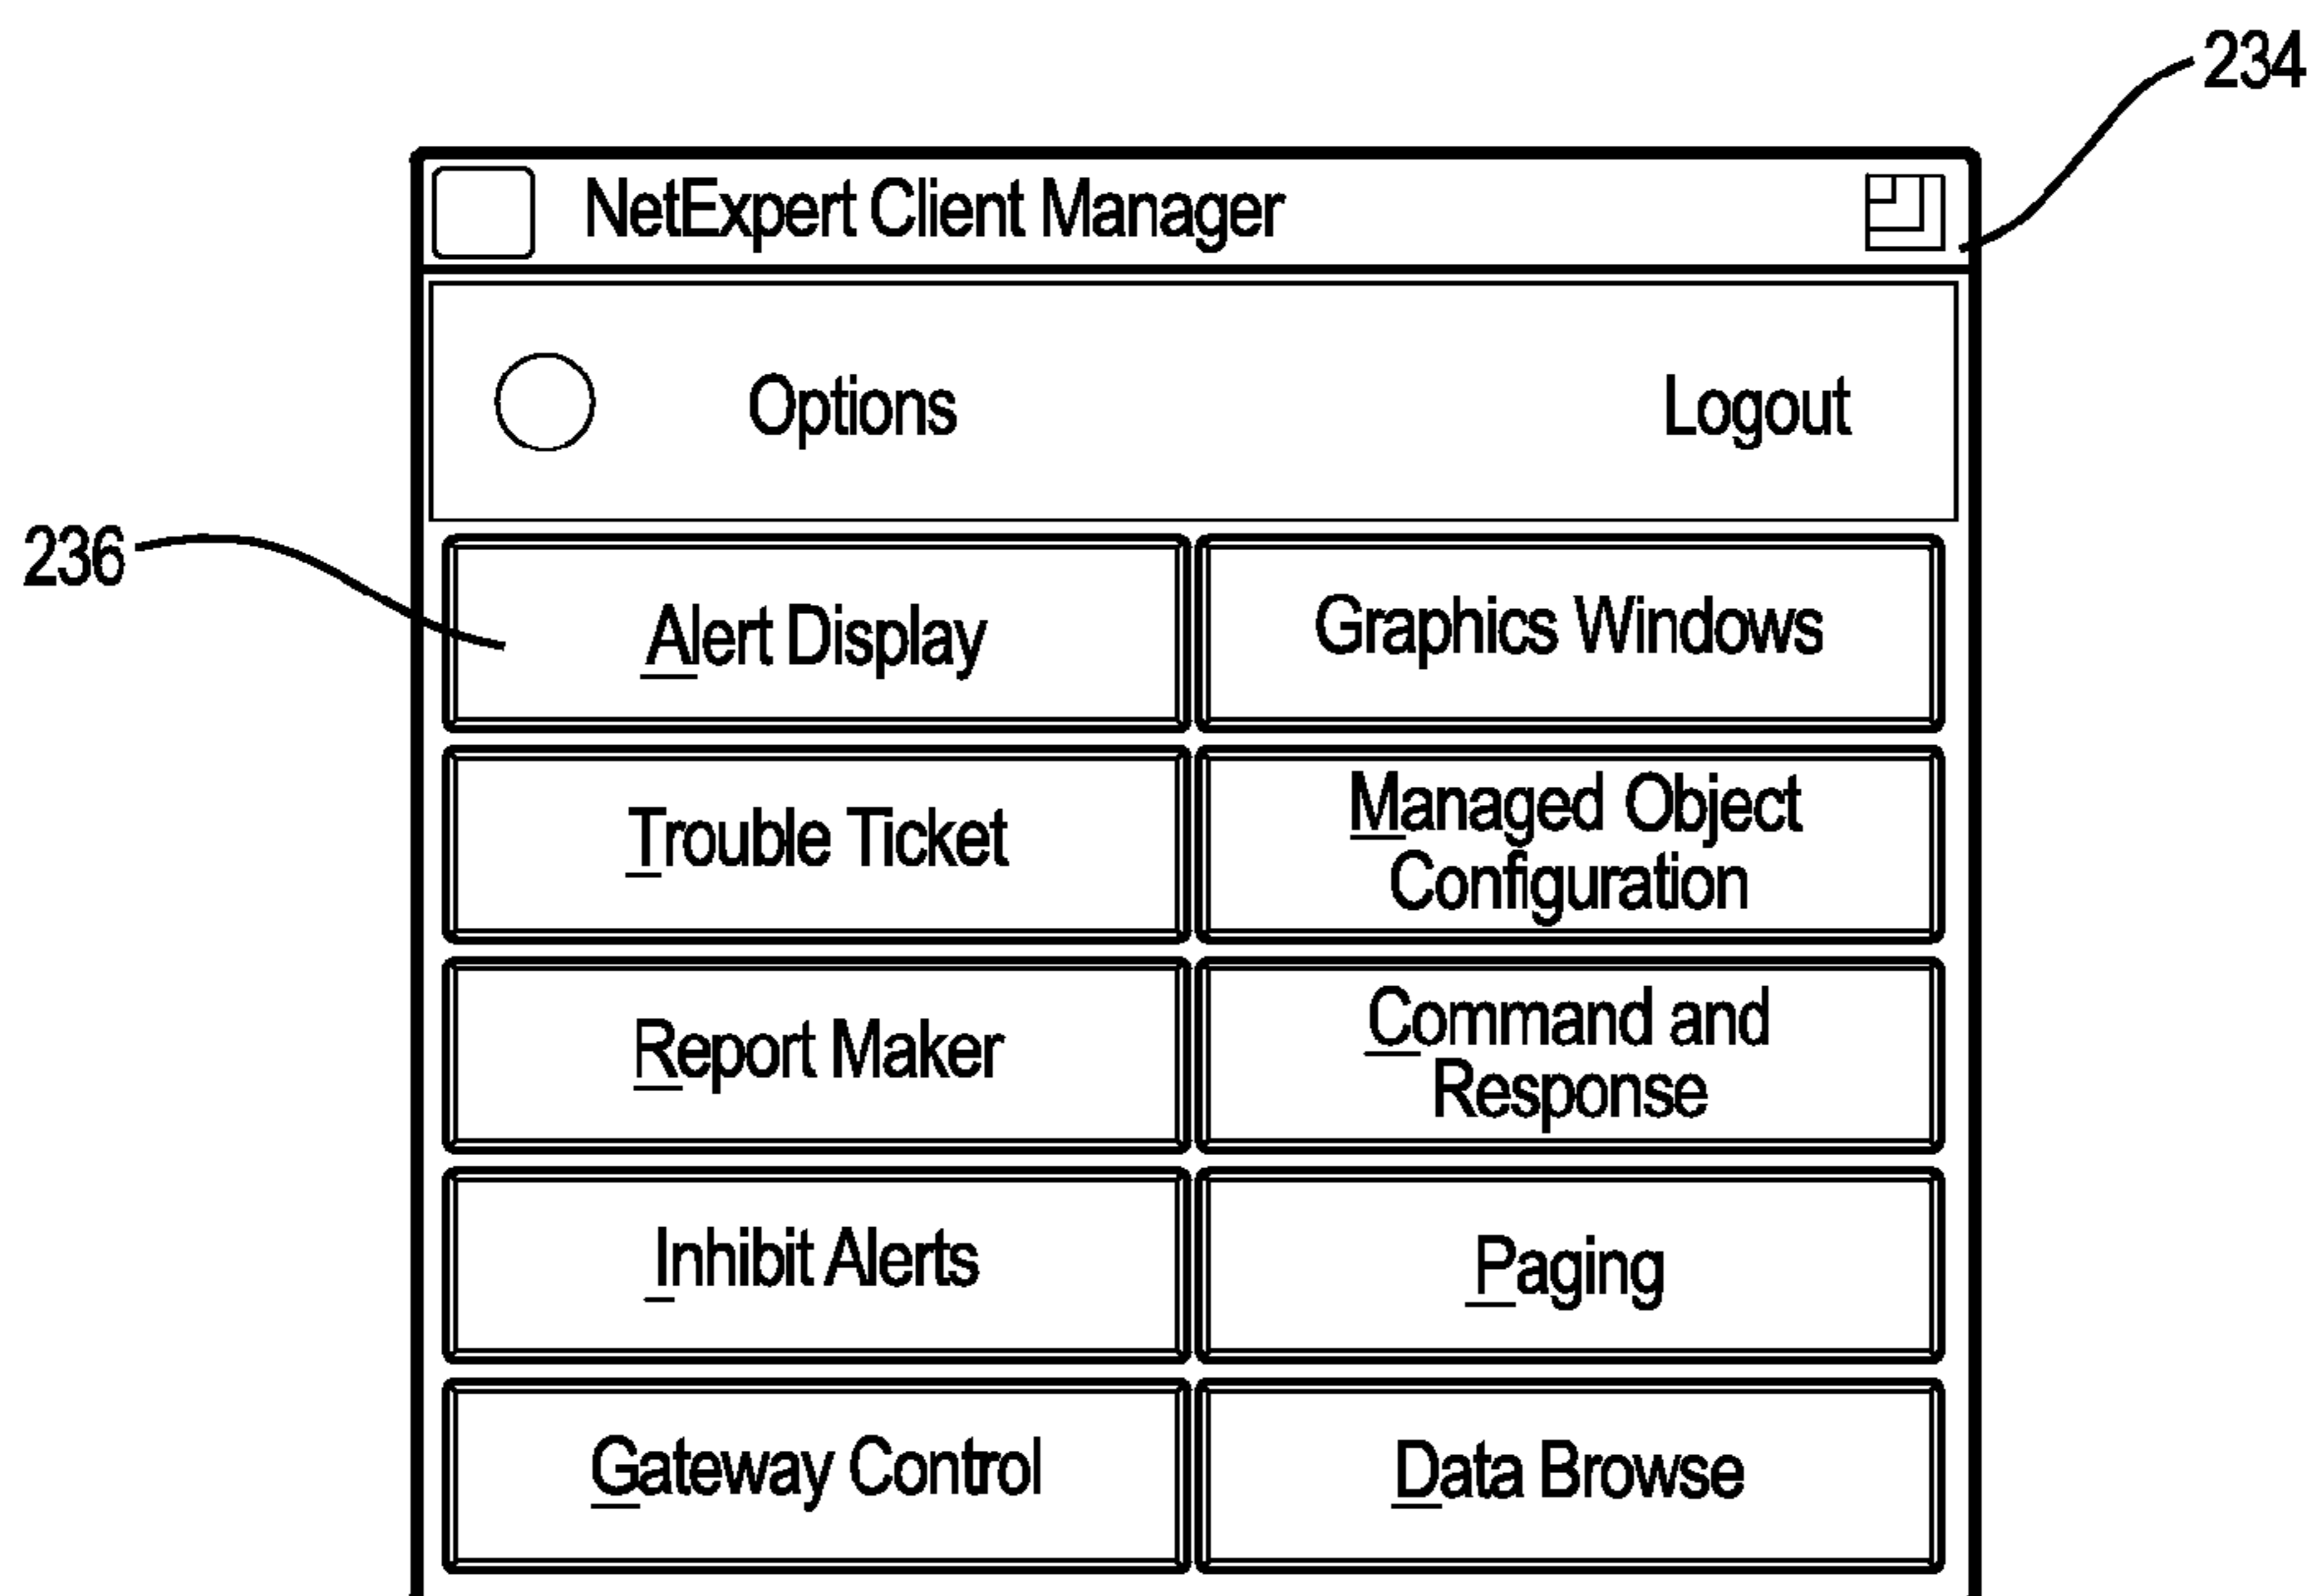 234
NetExpert Client Manager
Options Logout
236
Alert Display Graphics Windows
Trouble Ticket
Managed Object
Configuration
Report Maker
Command and
Response
Inhibit Alerts Paging
Gateway Control Data Browse